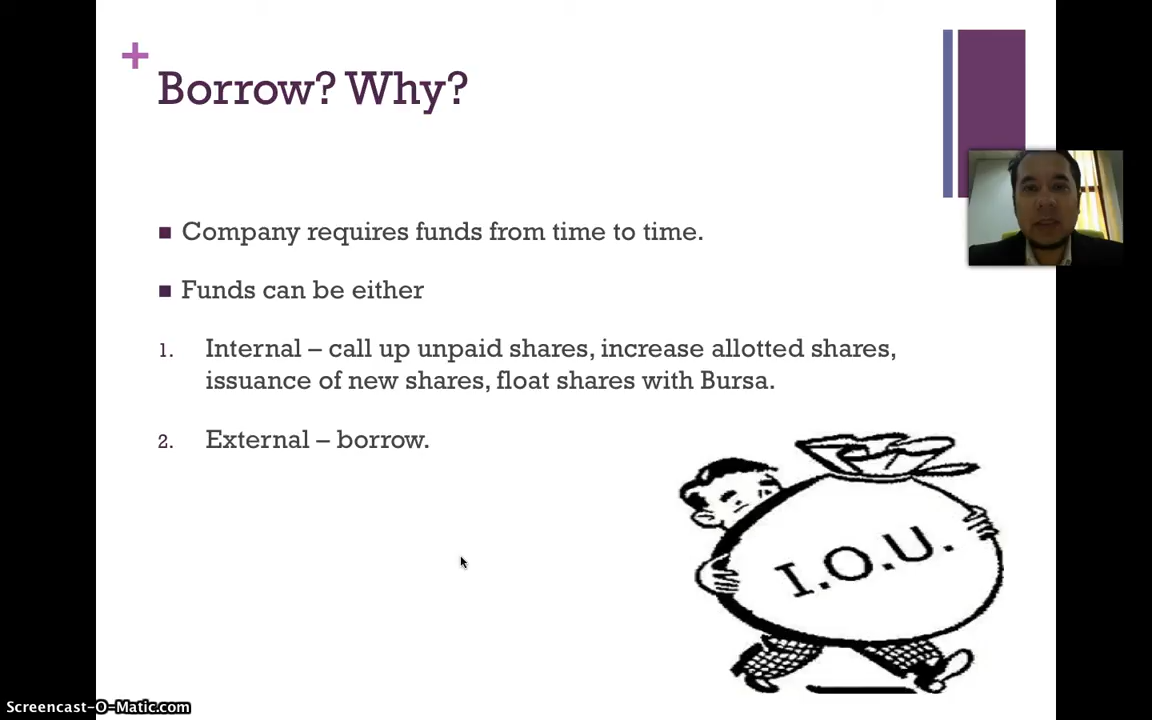 +
Borrow? Why?
■ Company requires funds from time to time.
■ Funds can be either
1. Internal – call up unpaid shares, increase allotted shares,
issuance of new shares, float shares with Bursa.
2. External – borrow.
I.O.U.
Screencast-O-Matic.com